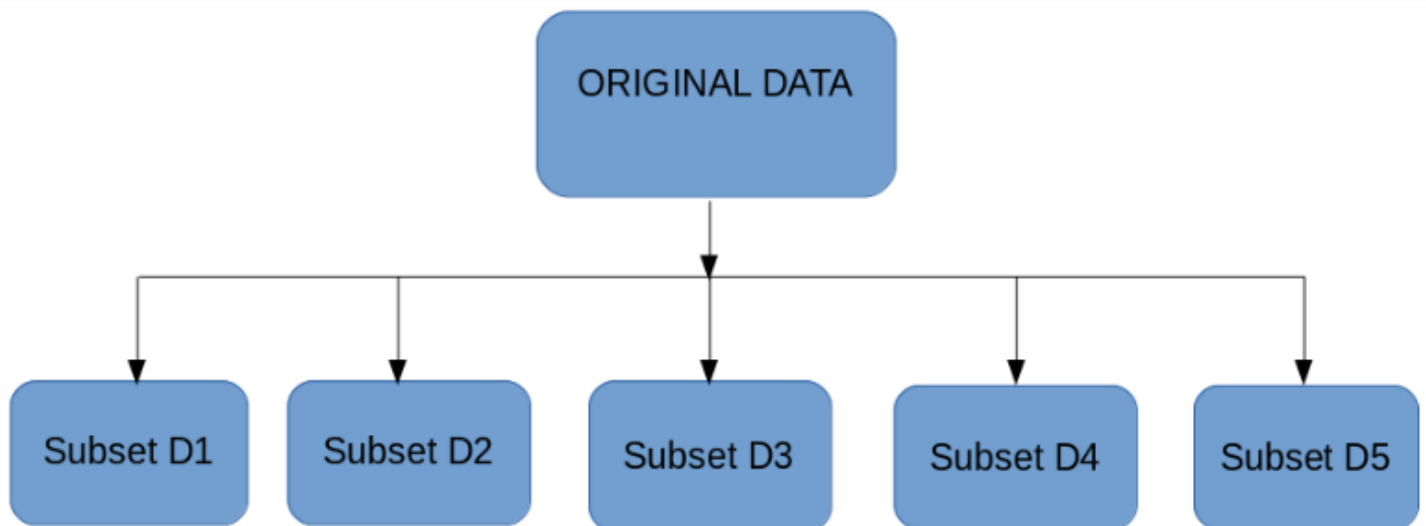 ORIGINAL DATA
Subset D1
Subset D2
Subset D3
Subset D4
Subset D5